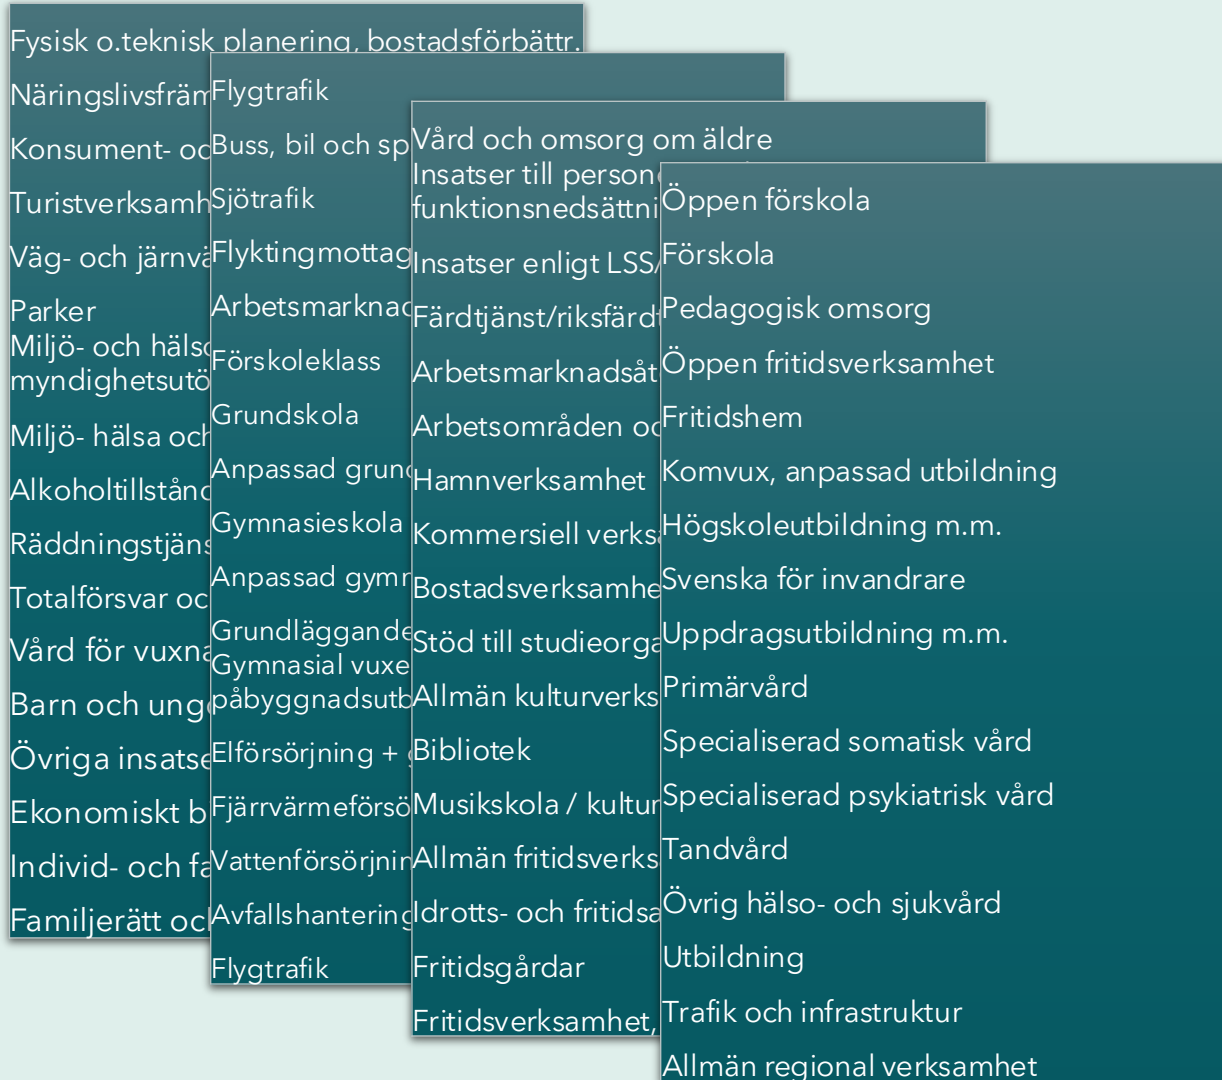 Fysisk o.teknisk planering, bostadsförbättr.
Näringslivsfräm
Konsument- oc
Turistverksamh
Väg- och järnvä
Parker
Miljö- och hälso
myndighetsutö
Miljö- hälsa och
Alkoholtillstånd
Räddningstjäns
Totalförsvar oc
Vård för vuxna
Barn och ungd
Övriga insatse
Ekonomiskt b
Individ- och fa
Familjerätt och
Flygtrafik
Buss, bil och sp
Sjötrafik
Flyktingmottag
Arbetsmarknad
Förskoleklass
Grundskola
Anpassad grund
Gymnasieskola
Anpassad gymn
Grundläggande
Gymnasial vuxe
påbyggnadsutb
Elförsörjning + g
Fjärrvärmeförsö
Vattenförsörjnin
Avfallshantering
Flygtrafik
Vård och omsorg om äldre
Insatser till persone
funktionsnedsättni
Insatser enligt LSS/
Färdtjänst/riksfärdt
Arbetsmarknadsåt
Arbetsområden oc
Hamnverksamhet
Kommersiell verksa
Bostadsverksamhe
Stöd till studieorga
Allmän kulturverks
Bibliotek
Musikskola / kultur
Allmän fritidsverks
Idrotts- och fritidsa
Fritidsgårdar
Fritidsverksamhet,
Öppen förskola
Förskola
Pedagogisk omsorg
Öppen fritidsverksamhet
Fritidshem
Komvux, anpassad utbildning
Högskoleutbildning m.m.
Svenska för invandrare
Uppdragsutbildning m.m.
Primärvård
Specialiserad somatisk vård
Specialiserad psykiatrisk vård
Tandvård
Övrig hälso- och sjukvård
Utbildning
Trafik och infrastruktur
Allmän regional verksamhet